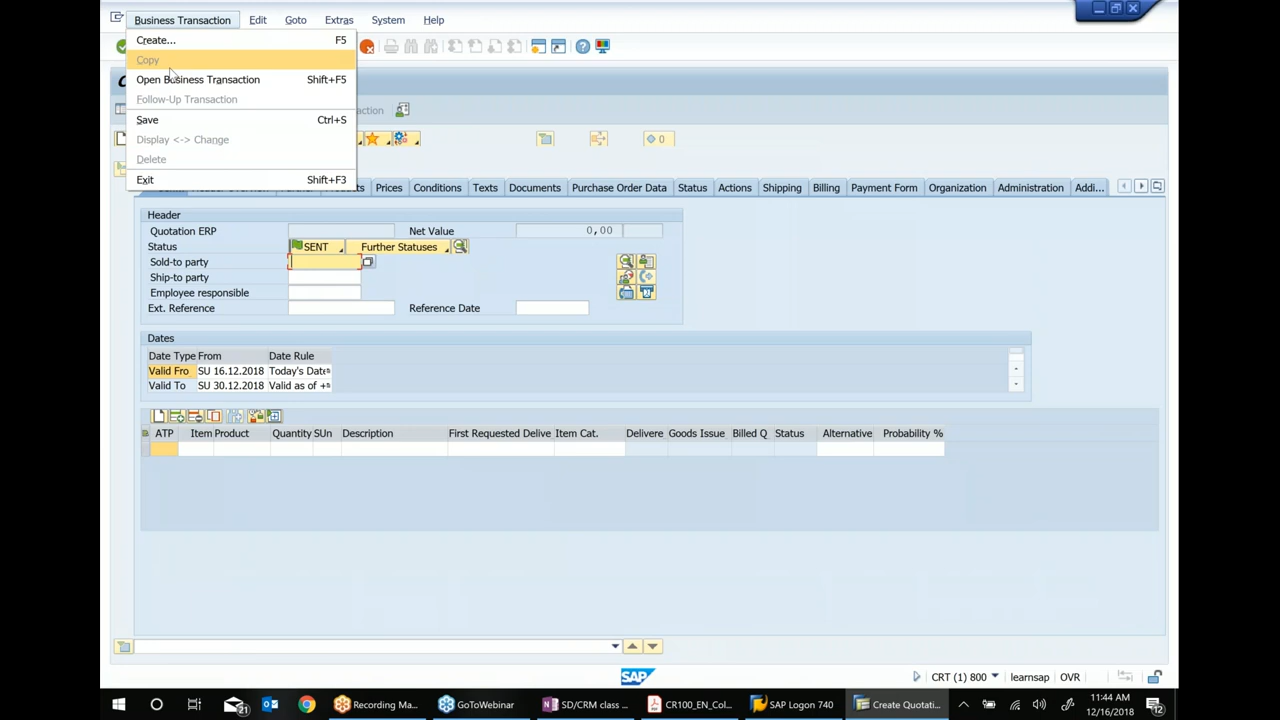 Business Transaction Edit Goto Extras System Help
Create... F5
Copy
Open Business Transaction Shift+F5
Follow-Up Transaction
Save Ctrl+S
Display <-> Change
Delete
Exit Shift+F3
0
Prices Conditions Texts Documents Purchase Order Data Status Actions Shipping Billing Payment Form Organization Administration Addi...
Header
Quotation ERP Net Value 0,00
Status SENT Further Statuses
Sold-to party
Ship-to party
Employee responsible
Ext. Reference Reference Date
Dates
Date Type From Date Rule
Valid Fro SU 16.12.2018 Today's Date
Valid To SU 30.12.2018 Valid as of +
ATP Item Product Quantity SUn Description First Requested Delive Item Cat. Delivere Goods Issue Billed Q Status Alternative Probability %
SAP
CRT (1) 800 learnsap OVR
21 Recording Ma... GoToWebinar SD/CRM class ... CR100_EN_Col... SAP Logon 740 Create Quotati... 11:44 AM
12/16/2018 12